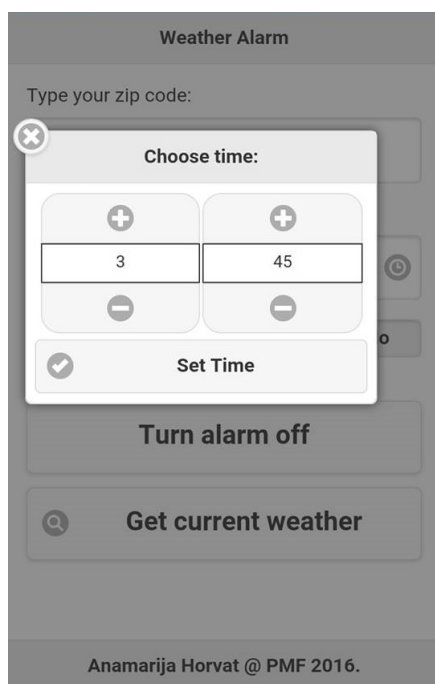 Weather Alarm
Type your zip code:
Choose time:
3 45
o
Set Time
Turn alarm off
Get current weather
Anamarija Horvat @ PMF 2016.